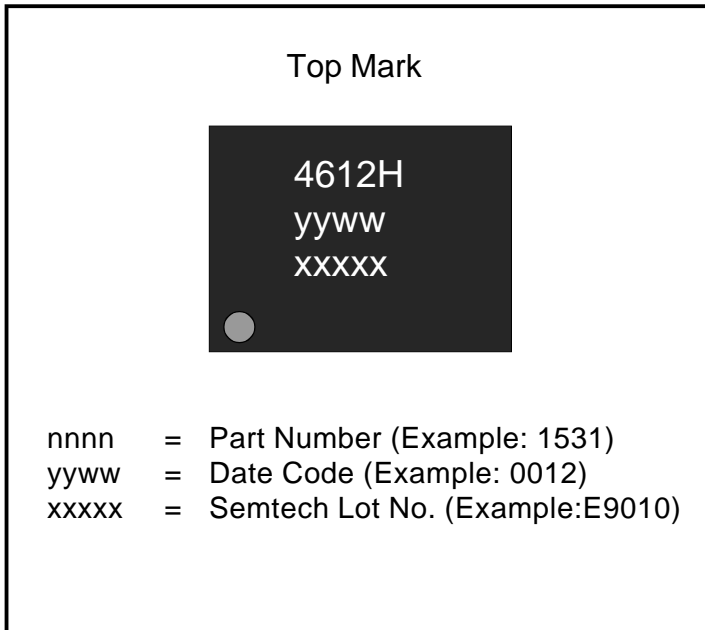 Top Mark
4612H
yyww
xxxxx
nnnn = Part Number (Example: 1531)
yyww = Date Code (Example: 0012)
xxxxx = Semtech Lot No. (Example:E9010)